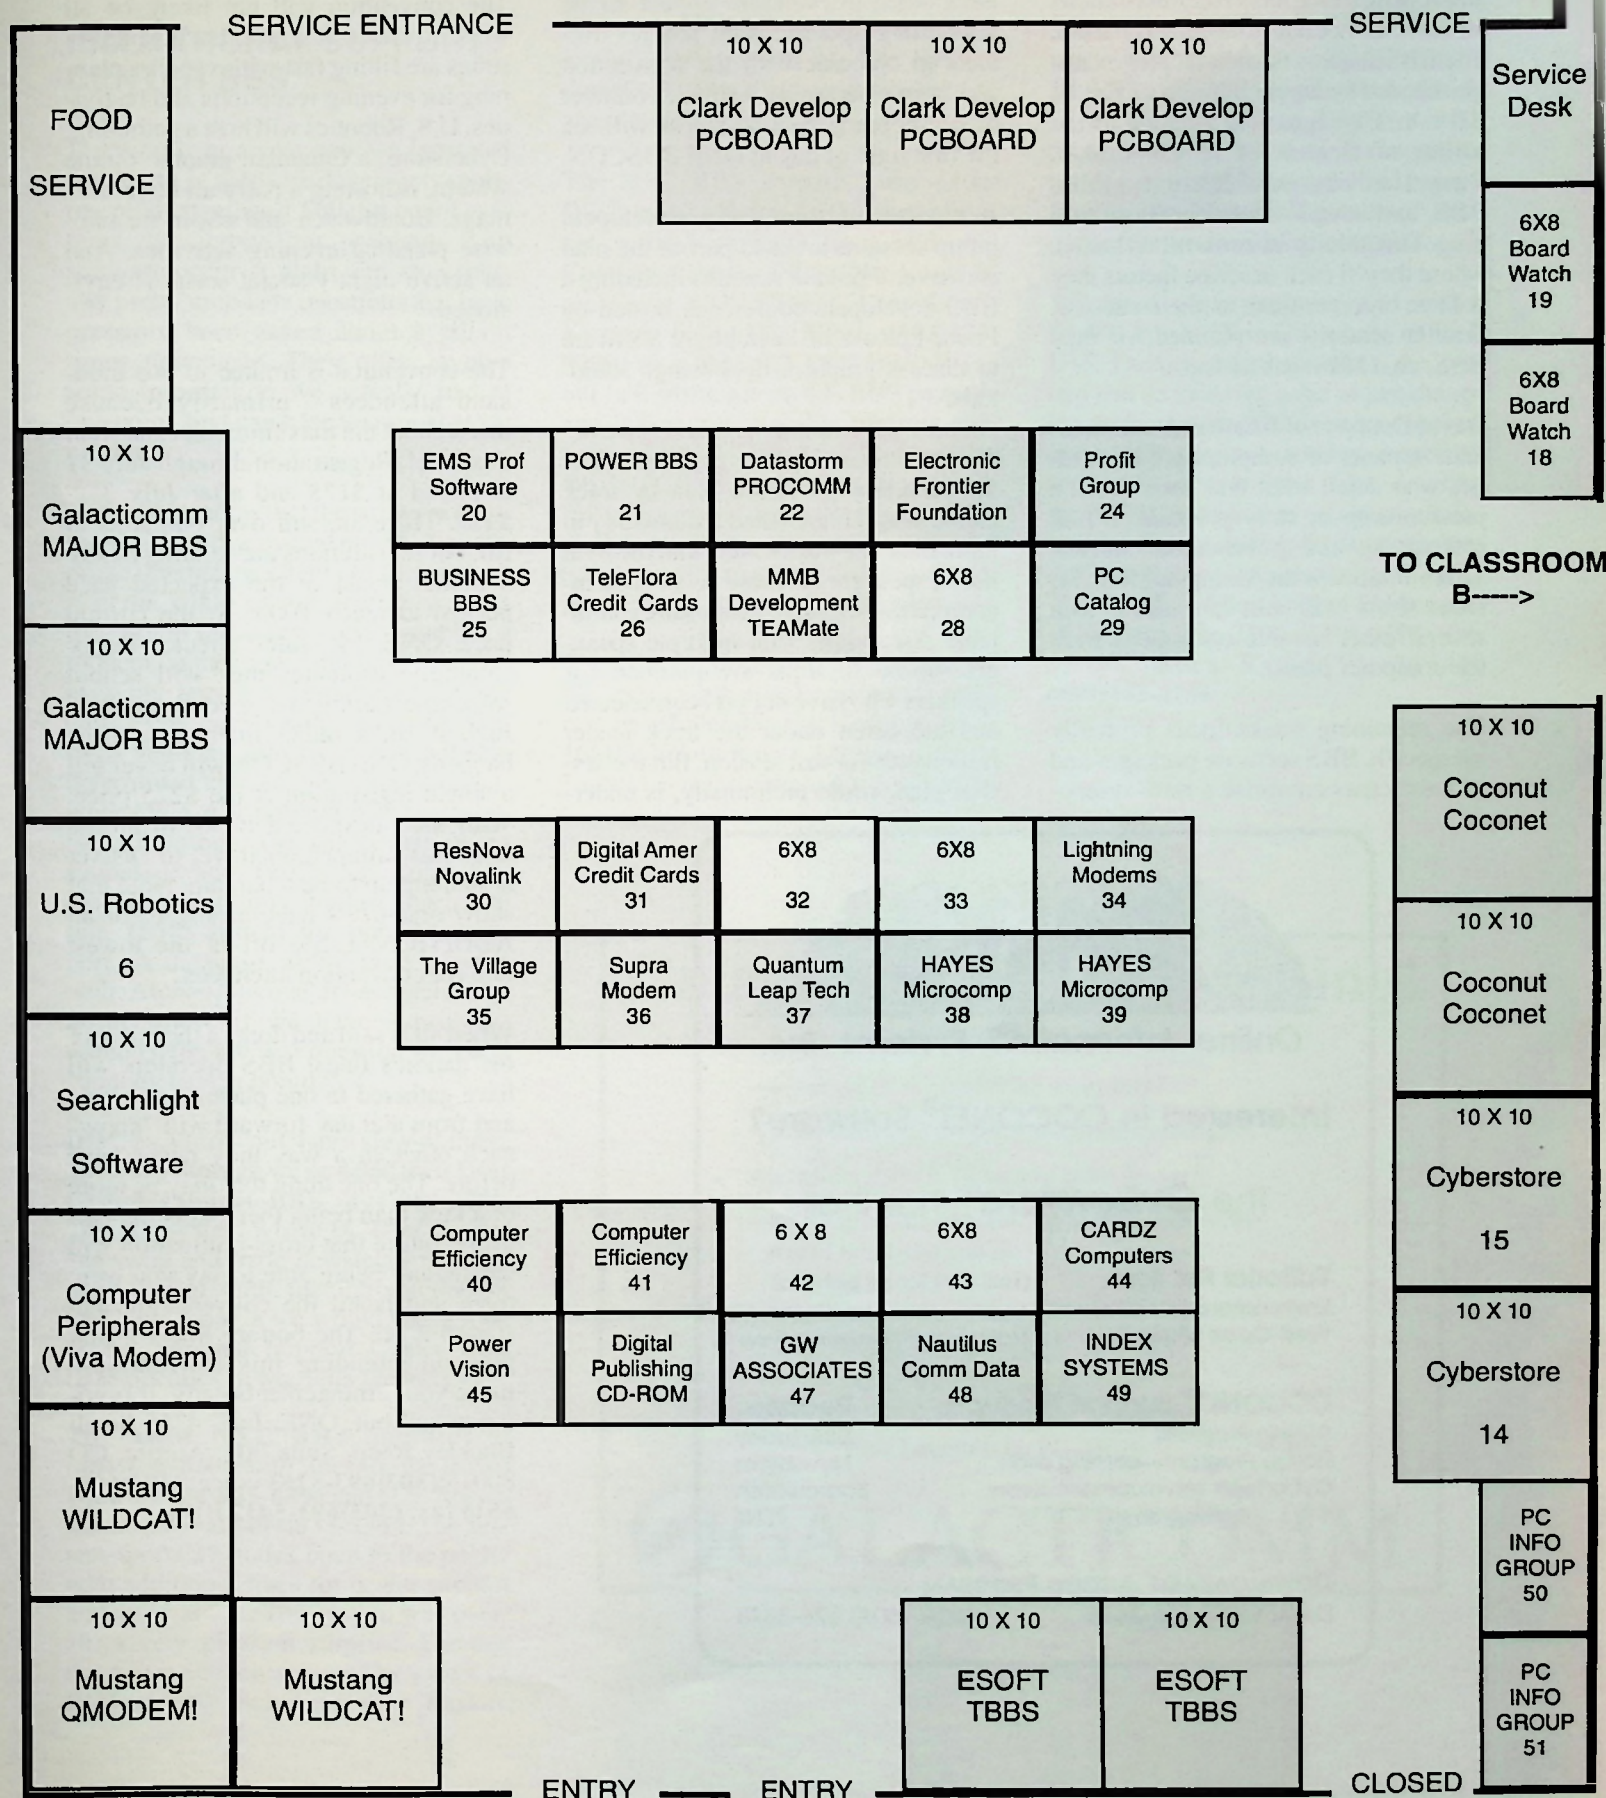 SERVICE ENTRANCE
SERVICE
FOOD
SERVICE
10 X 10
Clark Develop
PCBOARD
10 X 10
Clark Develop
PCBOARD
10 X 10
Clark Develop
PCBOARD
Service
Desk
6X8
Board
Watch
19
6X8
Board
Watch
18
10 X 10
Galacticomm
MAJOR BBS
10 X 10
Galacticomm
MAJOR BBS
10 X 10
U.S. Robotics
6
10 X 10
Searchlight
Software
10 X 10
Computer
Peripherals
(Viva Modem)
10 X 10
Mustang
WILDCAT!
10 X 10
Mustang
QMODEM!
10 X 10
Mustang
WILDCAT!
EMS Prof
Software
20
POWER BBS
21
Datastorm
PROCOMM
22
Electronic
Frontier
Foundation
Profit
Group
24
BUSINESS
BBS
25
TeleFlora
Credit Cards
26
MMB
Development
TEAMate
6X8
28
PC
Catalog
29
TO CLASSROOM
B----->
ResNova
Novalink
30
Digital Amer
Credit Cards
31
6X8
32
6X8
33
Lightning
Modems
34
The Village
Group
35
Supra
Modem
36
Quantum
Leap Tech
37
HAYES
Microcomp
38
HAYES
Microcomp
39
10 X 10
Coconut
Coconet
10 X 10
Coconut
Coconet
10 X 10
Cyberstore
15
10 X 10
Cyberstore
14
Computer
Efficiency
40
Computer
Efficiency
41
6 X 8
42
6X8
43
CARDZ
Computers
44
Power
Vision
45
Digital
Publishing
CD-ROM
GW
ASSOCIATES
47
Nautilus
Comm Data
48
INDEX
SYSTEMS
49
PC
INFO
GROUP
50
PC
INFO
GROUP
51
10 X 10
ESOFT
TBBS
10 X 10
ESOFT
TBBS
ENTRY
ENTRY
CLOSED